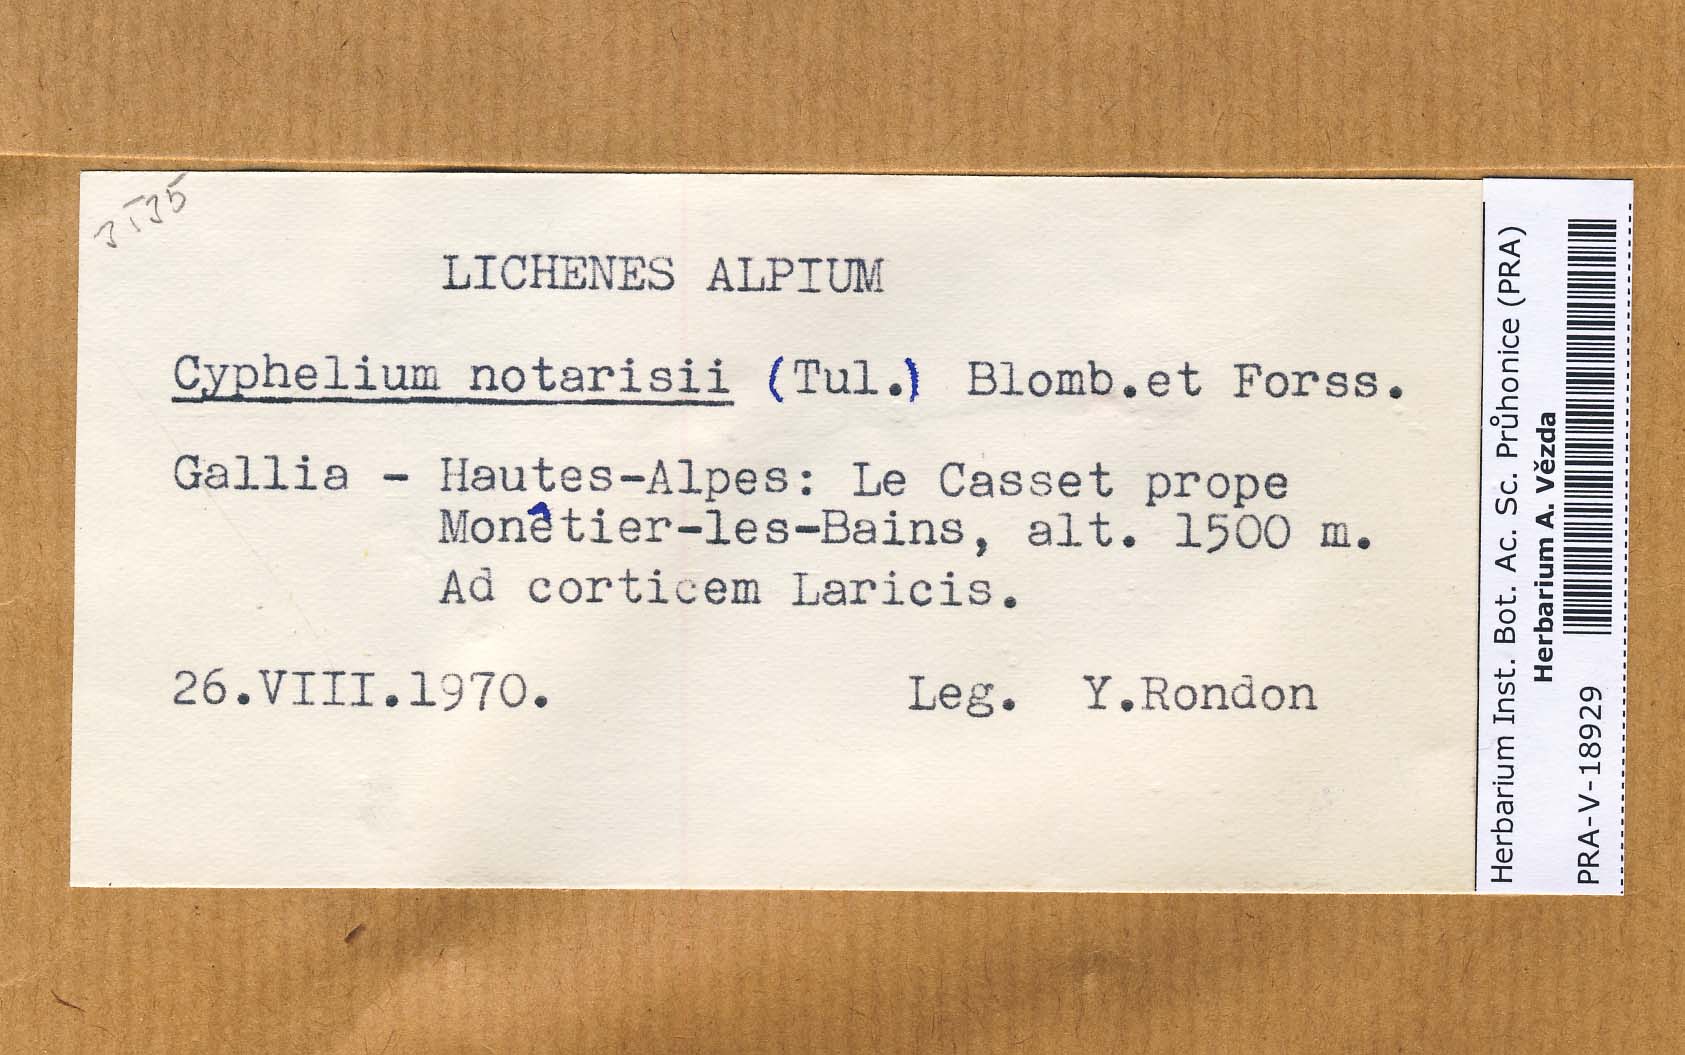 LICHENES ALPIUM
Cyphelium notarisii (Tul.) Blomb.et Forss.
Gallia - Hautes-Alpes: Le Casset prope
Monêtier-les-Bains, alt. 1500 m.
Ad corticem Laricis.
26.VIII.1970. Leg. Y.Rondon
Herbarium Inst. Bot. Ac. Sc. Průhonice (PRA)
Herbarium A. Vězda
PRA-V-18929